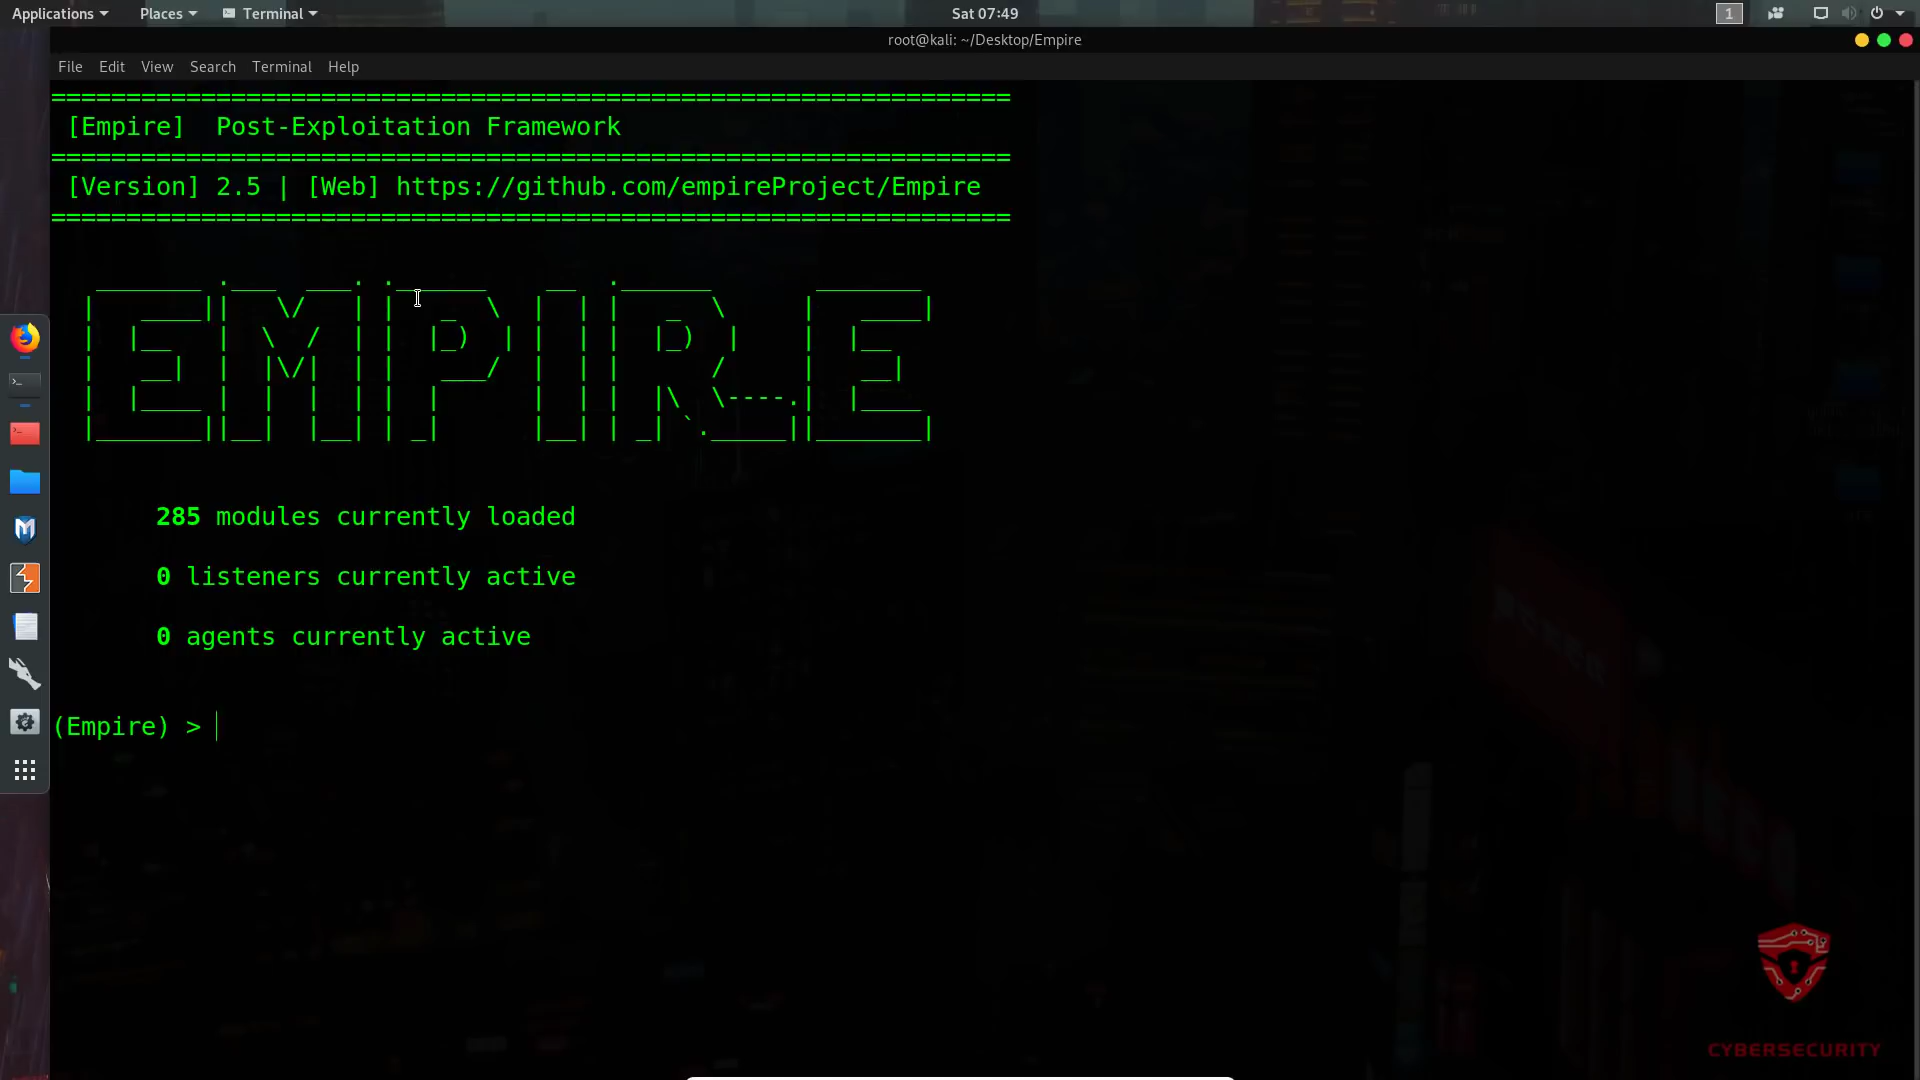 Applications Places Terminal Sat 07:49 1
root@kali: ~/Desktop/Empire
File Edit View Search Terminal Help
====================================================================
[Empire] Post-Exploitation Framework
====================================================================
[Version] 2.5 | [Web] https://github.com/empireProject/Empire
====================================================================
EMPIRE
285 modules currently loaded
0 listeners currently active
0 agents currently active
(Empire) >
CYBERSECURITY